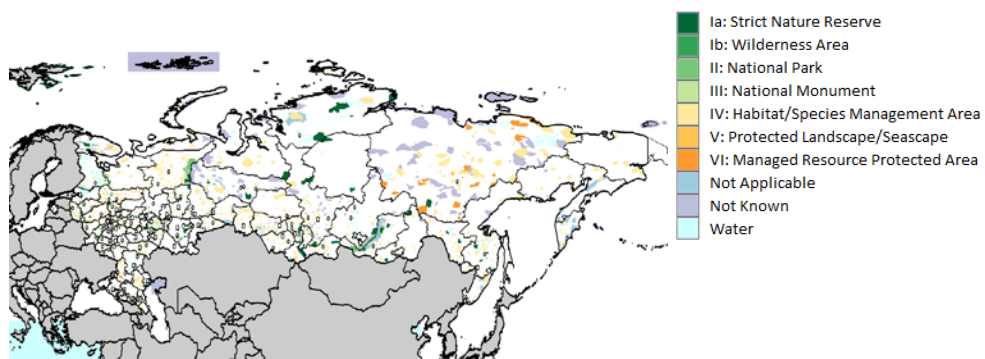 Ia: Strict Nature Reserve
Ib: Wilderness Area
II: National Park
III: National Monument
IV: Habitat/Species Management Area
V: Protected Landscape/Seascape
VI: Managed Resource Protected Area
Not Applicable
Not Known
Water